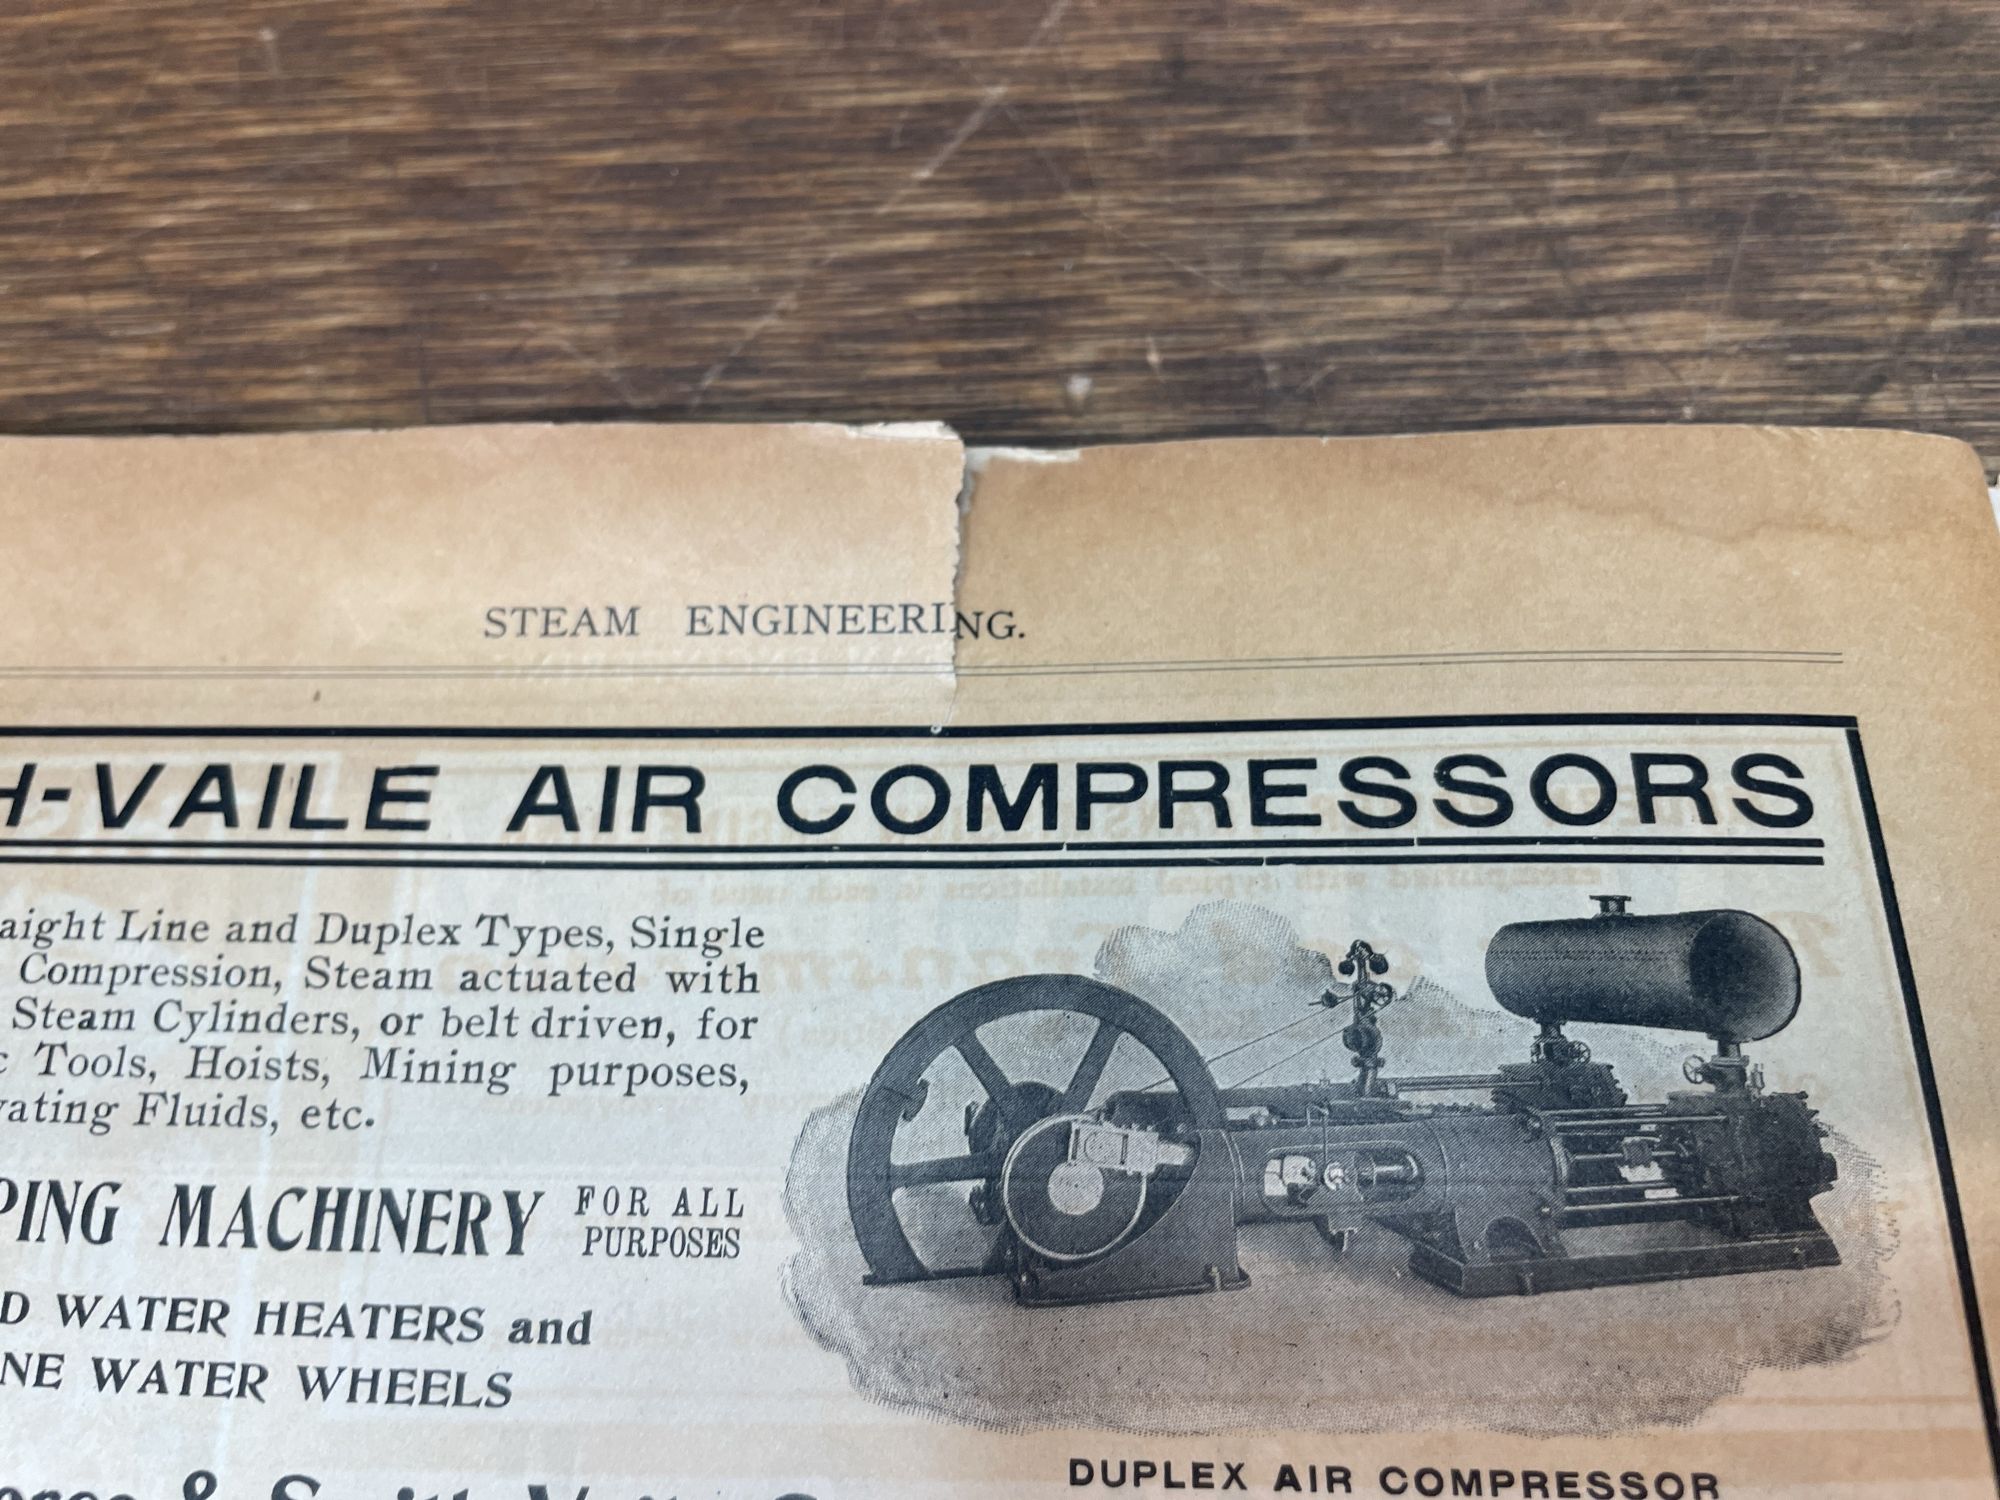 STEAM ENGINEERING.
H-VAILE AIR COMPRESSORS
aight Line and Duplex Types, Single
Compression, Steam actuated with
Steam Cylinders, or belt driven, for
c Tools, Hoists, Mining purposes,
vating Fluids, etc.
PING MACHINERY FOR ALL
PURPOSES
D WATER HEATERS and
NE WATER WHEELS
DUPLEX AIR COMPRESSOR